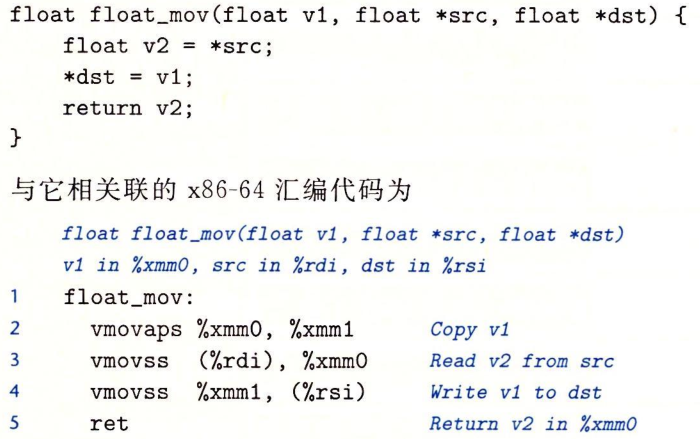 float float_mov(float v1, float *src, float *dst) {
    float v2 = *src;
    *dst = v1;
    return v2;
}
与它相关联的 x86-64 汇编代码为
float float_mov(float v1, float *src, float *dst)
v1 in %xmm0, src in %rdi, dst in %rsi
1 float_mov:
2 vmovaps %xmm0, %xmm1 Copy v1
3 vmovss (%rdi), %xmm0 Read v2 from src
4 vmovss %xmm1, (%rsi) Write v1 to dst
5 ret Return v2 in %xmm0